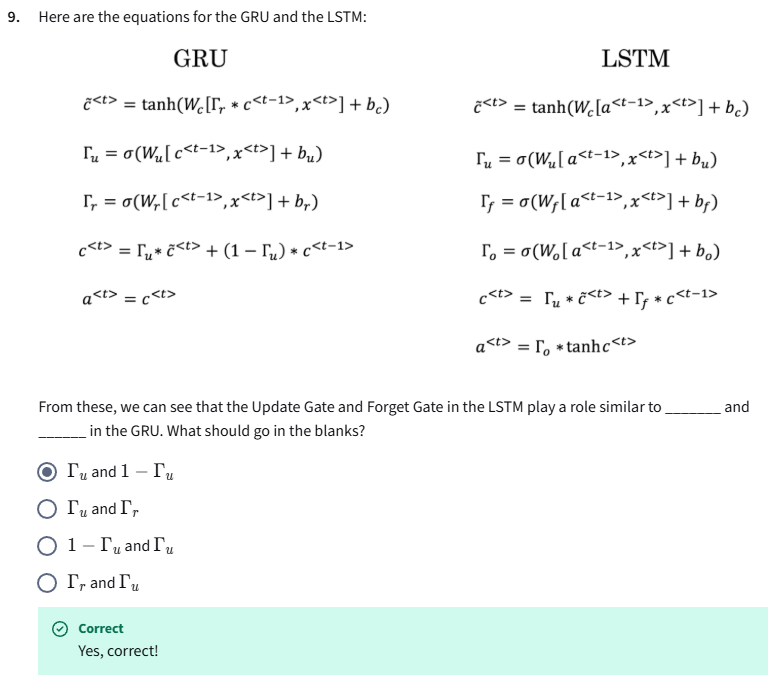 9. Here are the equations for the GRU and the LSTM:
GRU
c̃<t> = tanh(Wc[Γr * c<t−1>, x<t>] + bc)
Γu = σ(Wu[ c<t−1>, x<t>] + bu)
Γr = σ(Wr[ c<t−1>, x<t>] + br)
c<t> = Γu * c̃<t> + (1 − Γu) * c<t−1>
a<t> = c<t>
LSTM
c̃<t> = tanh(Wc[a<t−1>, x<t>] + bc)
Γu = σ(Wu[ a<t−1>, x<t>] + bu)
Γf = σ(Wf[ a<t−1>, x<t>] + bf)
Γo = σ(Wo[ a<t−1>, x<t>] + bo)
c<t> = Γu * c̃<t> + Γf * c<t−1>
a<t> = Γo * tanh c<t>
From these, we can see that the Update Gate and Forget Gate in the LSTM play a role similar to _______ and
______ in the GRU. What should go in the blanks?
Γu and 1 − Γu
Γu and Γr
1 − Γu and Γu
Γr and Γu
Correct
Yes, correct!